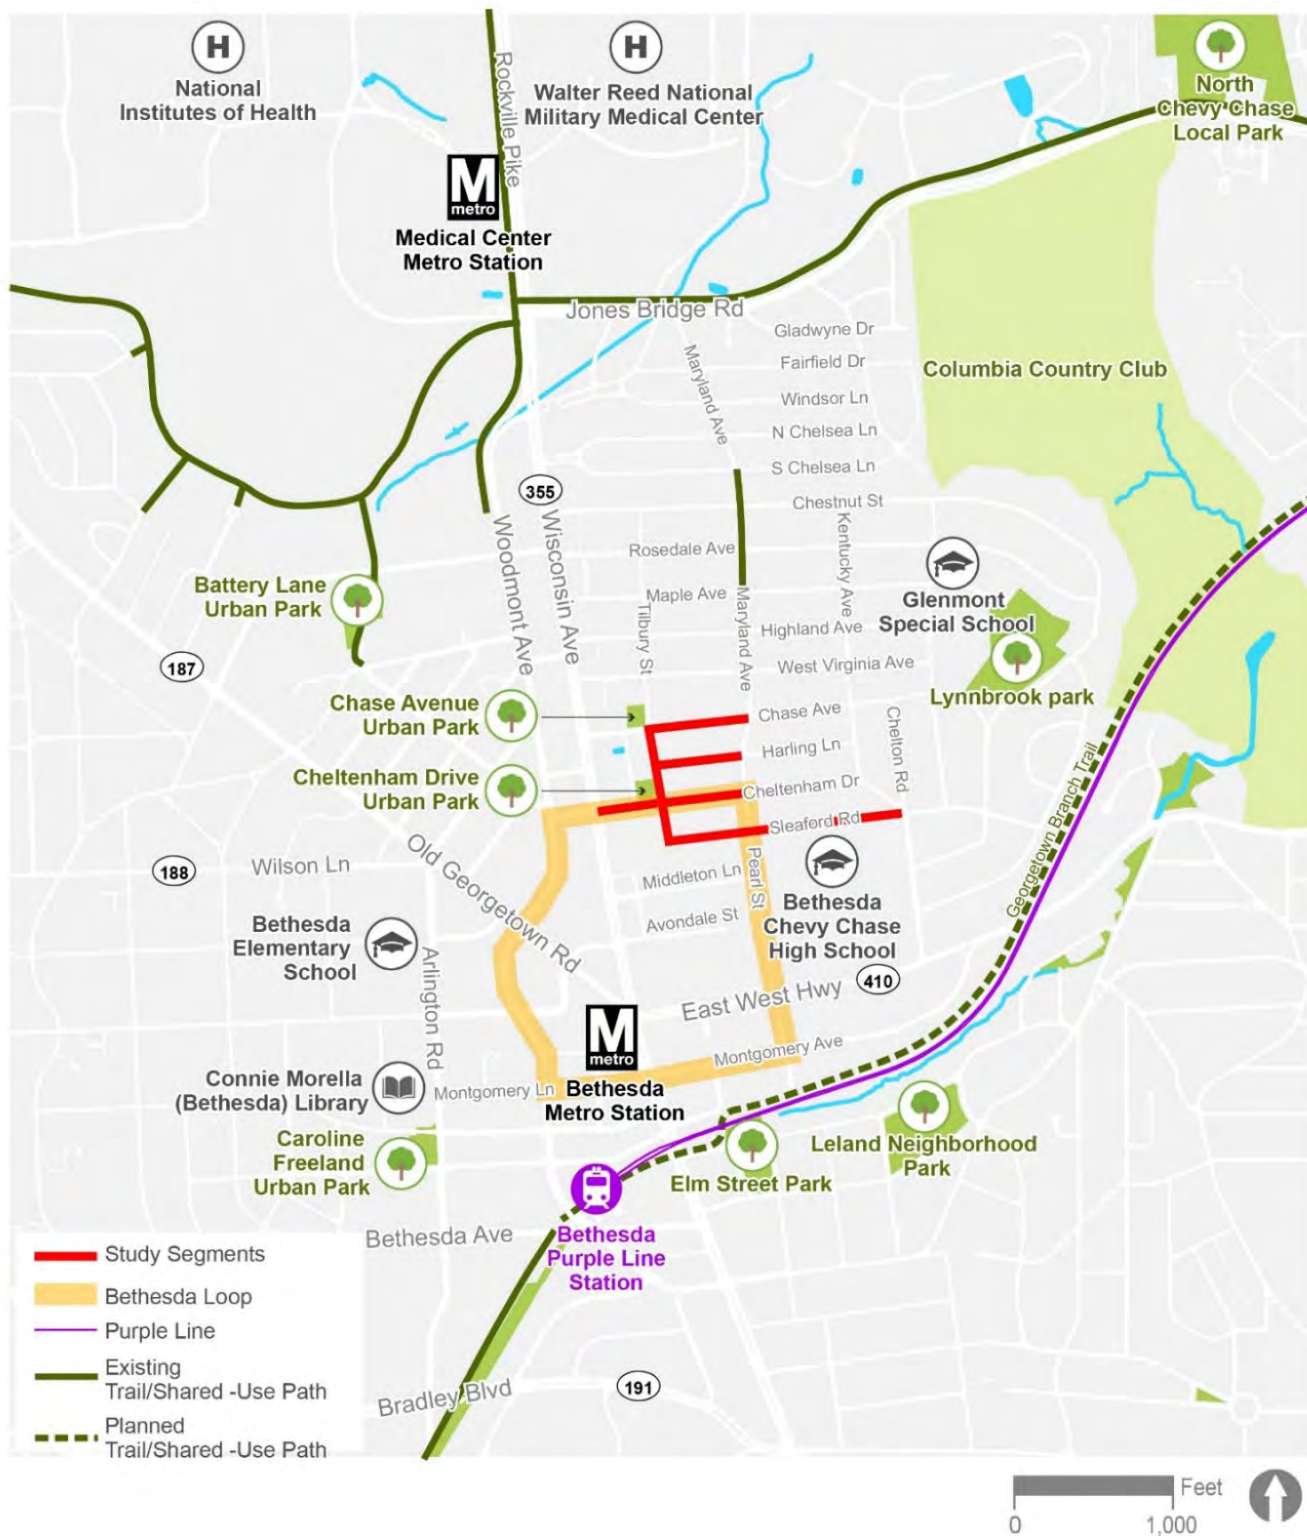 H
National
Institutes of Health
H
Walter Reed National
Military Medical Center
Rockville Pike
North
Chevy Chase
Local Park
M
metro
Medical Center
Metro Station
Jones Bridge Rd
Gladwyne Dr
Maryland Ave
Fairfield Dr
Columbia Country Club
Windsor Ln
N Chelsea Ln
S Chelsea Ln
355
Chestnut St
Woodmont Ave
Wisconsin Ave
Kentucky Ave
Rosedale Ave
Battery Lane
Urban Park
Maple Ave
Tilbury St
Maryland Ave
Glenmont
Special School
Highland Ave
187
West Virginia Ave
Lynnbrook park
Chase Avenue
Urban Park
Chase Ave
Chelton Rd
Harling Ln
Cheltenham Drive
Urban Park
Cheltenham Dr
Georgetown Branch Trail
Sleaford Rd
188
Wilson Ln
Old Georgetown Rd
Middleton Ln
Pearl St
Bethesda
Chevy Chase
High School
Bethesda
Elementary
School
Avondale St
Arlington Rd
410
East West Hwy
M
metro
Montgomery Ave
Connie Morella
(Bethesda) Library
Montgomery Ln
Bethesda
Metro Station
Caroline
Freeland
Urban Park
Leland Neighborhood
Park
Elm Street Park
Bethesda Ave
Bethesda
Purple Line
Station
Study Segments
Bethesda Loop
Purple Line
Existing
Trail/Shared -Use Path
Planned
Trail/Shared -Use Path
Bradley Blvd
191
Feet
0 1,000